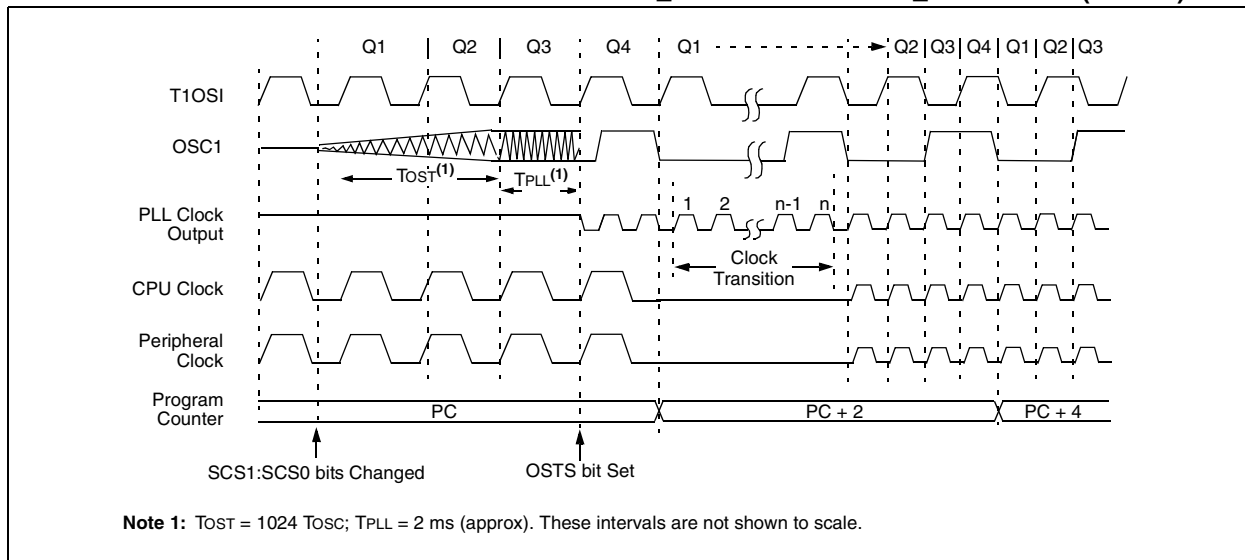 Q1 Q2 Q3 Q4 Q1 Q2 Q3 Q4 Q1 Q2 Q3
T1OSI
OSC1
TOST(1) TPLL(1)
PLL Clock
Output
1 2 n-1 n
Clock
Transition
CPU Clock
Peripheral
Clock
Program
Counter
PC PC + 2 PC + 4
SCS1:SCS0 bits Changed OSTS bit Set
Note 1: TOST = 1024 TOSC; TPLL = 2 ms (approx). These intervals are not shown to scale.